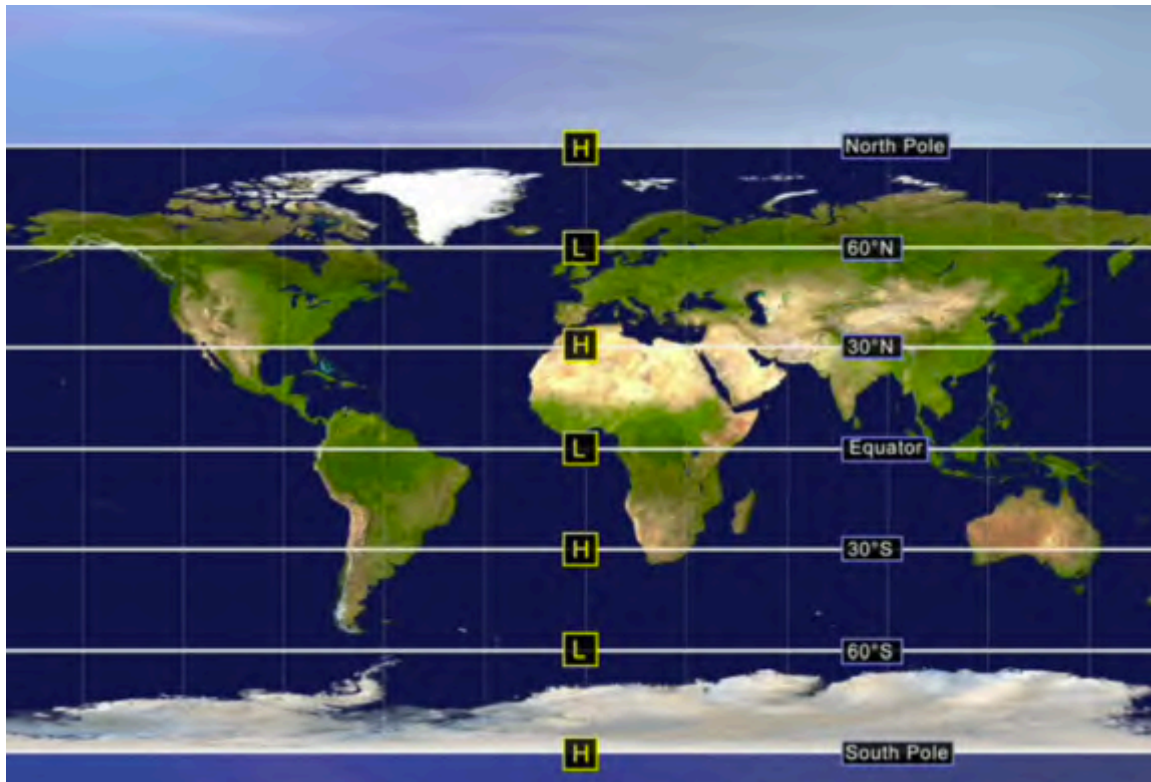 H North Pole
L 60°N
H 30°N
L Equator
H 30°S
L 60°S
H South Pole